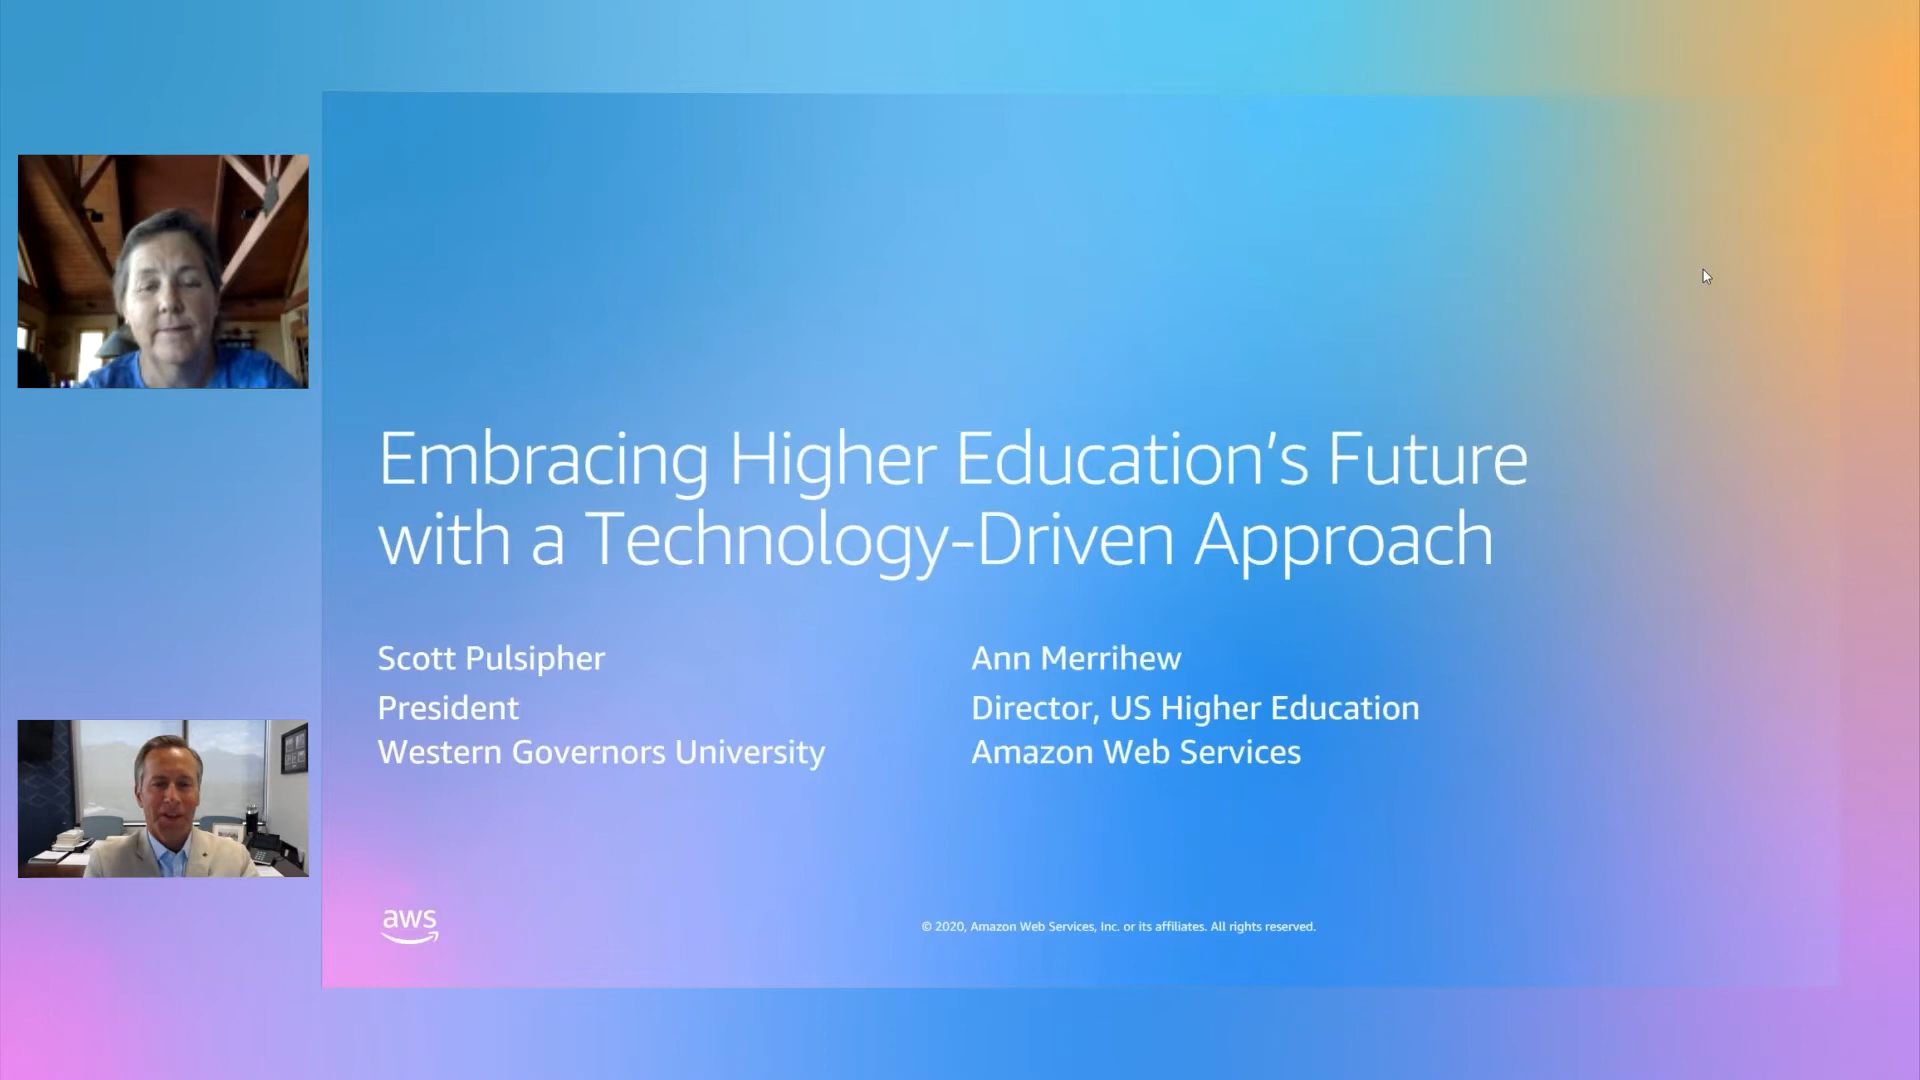 Embracing Higher Education's Future
with a Technology-Driven Approach
Scott Pulsipher
President
Western Governors University
Ann Merrihew
Director, US Higher Education
Amazon Web Services
aws
© 2020, Amazon Web Services, Inc. or its affiliates. All rights reserved.